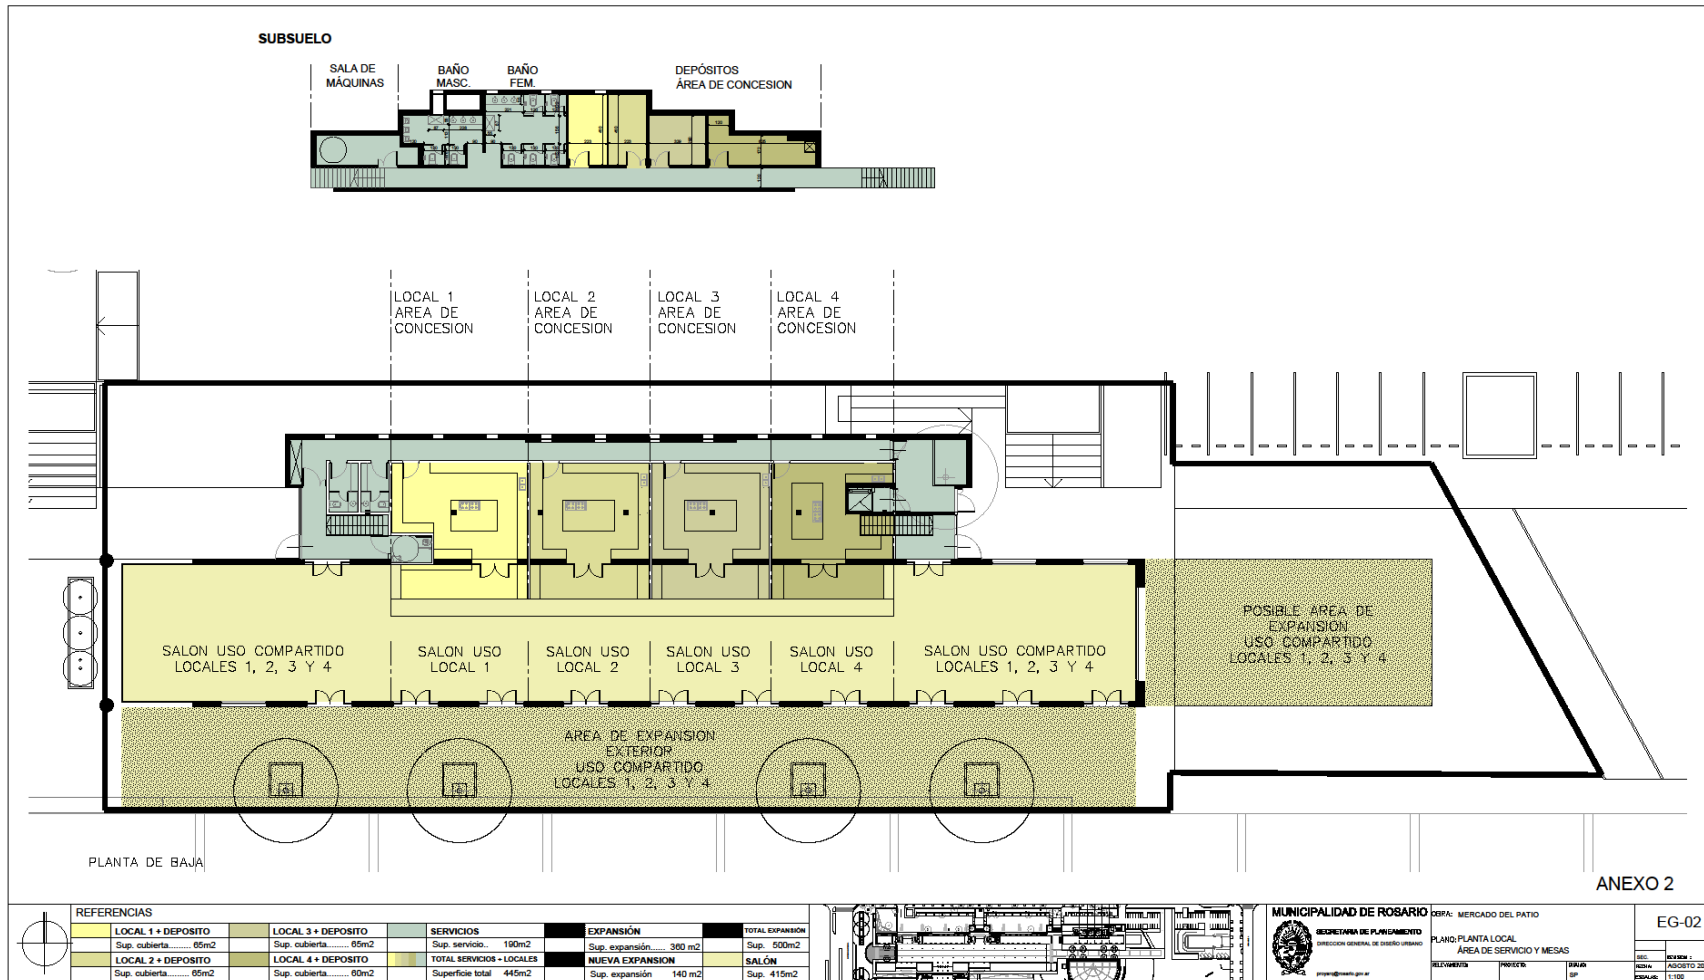 SUBSUELO
SALA DE
MÁQUINAS
BAÑO
MASC.
BAÑO
FEM.
DEPÓSITOS
ÁREA DE CONCESION
LOCAL 1
AREA DE
CONCESION
LOCAL 2
AREA DE
CONCESION
LOCAL 3
AREA DE
CONCESION
LOCAL 4
AREA DE
CONCESION
SALON USO COMPARTIDO
LOCALES 1, 2, 3 Y 4
SALON USO
LOCAL 1
SALON USO
LOCAL 2
SALON USO
LOCAL 3
SALON USO
LOCAL 4
SALON USO COMPARTIDO
LOCALES 1, 2, 3 Y 4
POSIBLE AREA DE
EXPANSION
USO COMPARTIDO
LOCALES 1, 2, 3 Y 4
AREA DE EXPANSION
EXTERIOR
USO COMPARTIDO
LOCALES 1, 2, 3 Y 4
PLANTA DE BAJA
ANEXO 2
REFERENCIAS
LOCAL 1 + DEPOSITO
Sup. cubierta......... 65m2
LOCAL 2 + DEPOSITO
Sup. cubierta......... 65m2
LOCAL 3 + DEPOSITO
Sup. cubierta......... 65m2
LOCAL 4 + DEPOSITO
Sup. cubierta......... 60m2
SERVICIOS
Sup. servicio.. 190m2
TOTAL SERVICIOS + LOCALES
Superficie total 445m2
EXPANSIÓN
Sup. expansión...... 360 m2
NUEVA EXPANSION
Sup. expansión 140 m2
TOTAL EXPANSIÓN
Sup. 500m2
SALÓN
Sup. 415m2
MUNICIPALIDAD DE ROSARIO
SECRETARIA DE PLANEAMIENTO
DIRECCION GENERAL DE DISEÑO URBANO
OBRA: MERCADO DEL PATIO
PLANO: PLANTA LOCAL
ÁREA DE SERVICIO Y MESAS
SP
EG-02
AGOSTO
1:100